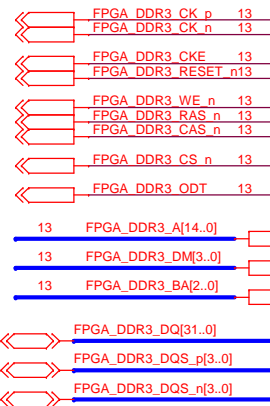 FPGA_DDR3_CK_p 13
FPGA_DDR3_CK_n 13
FPGA_DDR3_CKE 13
FPGA_DDR3_RESET_n13
FPGA_DDR3_WE_n 13
FPGA_DDR3_RAS_n 13
FPGA_DDR3_CAS_n 13
FPGA_DDR3_CS_n 13
FPGA_DDR3_ODT 13
13 FPGA_DDR3_A[14..0]
13 FPGA_DDR3_DM[3..0]
13 FPGA_DDR3_BA[2..0]
FPGA_DDR3_DQ[31..0]
FPGA_DDR3_DQS_p[3..0]
FPGA_DDR3_DQS_n[3..0]